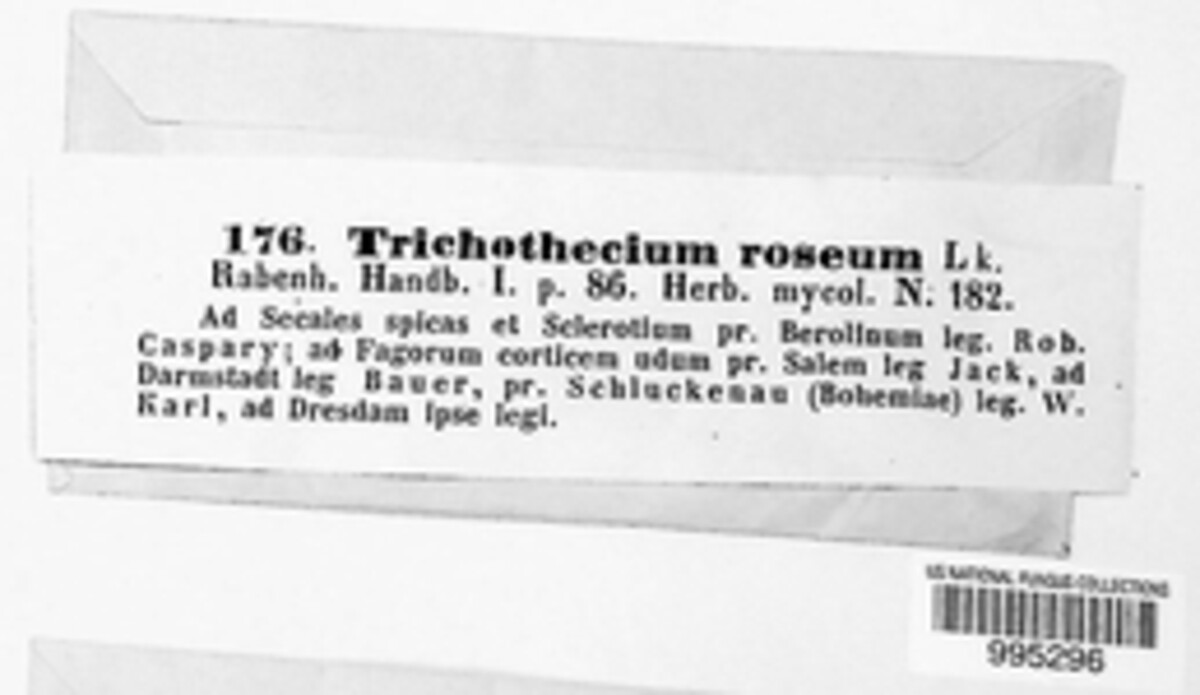 176. Trichothecium roseum Lk.
Rabenh. Handb. I. p. 86. Herb. mycol. N. 182.
Ad Secales spicas et Sclerotium pr. Berolinum leg. Rob.
Caspary; ad Fagorum corticem udum pr. Salem leg Jack, ad
Darmstadt leg Bauer, pr. Schluckenau (Bohemiae) leg. W.
Karl, ad Dresdam ipse legi.
US NATIONAL FUNGUS COLLECTIONS
995296